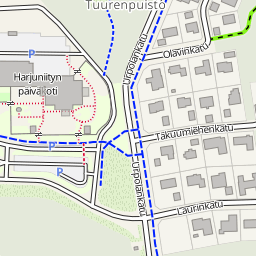 Tuurenpuisto
Olavinkatu
Urpolankatu
P
Harjuniityn
päiväkoti
Takuumiehenkatu
P
P
Urpolankatu
Laurinkatu